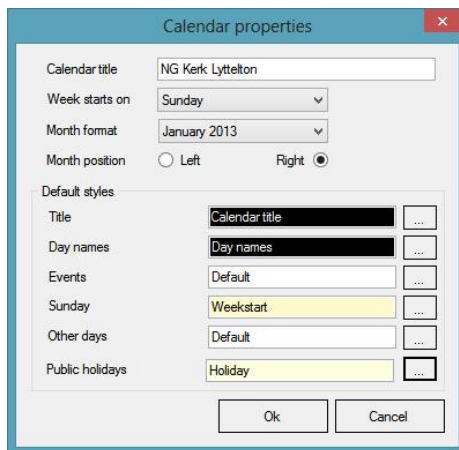 Calendar properties
Calendar title NG Kerk Lyttelton
Week starts on Sunday
Month format January 2013
Month position Left Right
Default styles
Title Calendar title ...
Day names Day names ...
Events Default ...
Sunday Weekstart ...
Other days Default ...
Public holidays Holiday ...
Ok Cancel